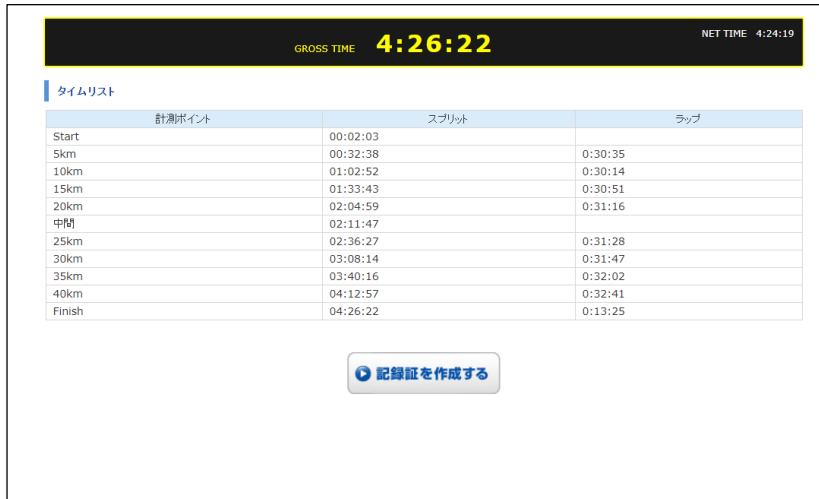 GROSS TIME 4:26:22 NET TIME 4:24:19
タイムリスト
計測ポイント スプリット ラップ
Start 00:02:03
5km 00:32:38 0:30:35
10km 01:02:52 0:30:14
15km 01:33:43 0:30:51
20km 02:04:59 0:31:16
中間 02:11:47
25km 02:36:27 0:31:28
30km 03:08:14 0:31:47
35km 03:40:16 0:32:02
40km 04:12:57 0:32:41
Finish 04:26:22 0:13:25
記録証を作成する